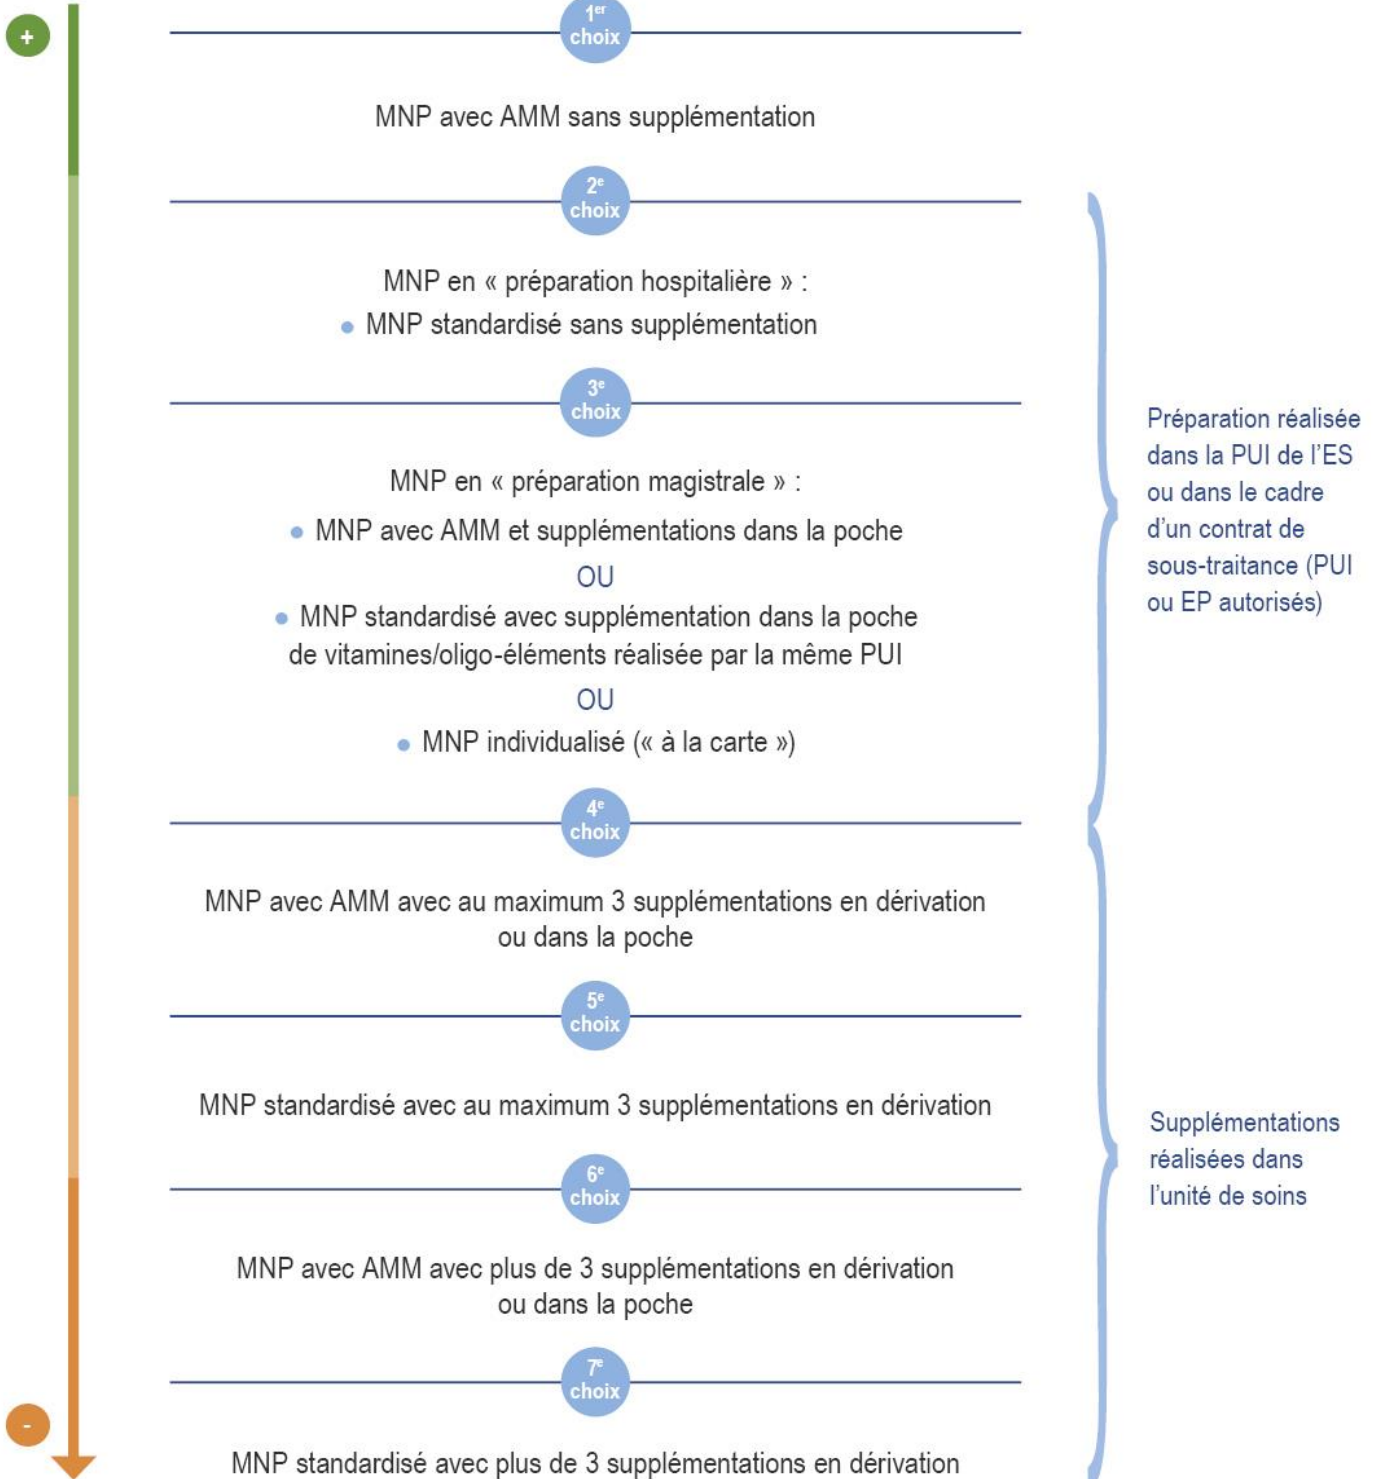 +
1er
choix
MNP avec AMM sans supplémentation
2e
choix
MNP en « préparation hospitalière » :
● MNP standardisé sans supplémentation
3e
choix
MNP en « préparation magistrale » :
● MNP avec AMM et supplémentations dans la poche
OU
● MNP standardisé avec supplémentation dans la poche
de vitamines/oligo-éléments réalisée par la même PUI
OU
● MNP individualisé (« à la carte »)
Préparation réalisée
dans la PUI de l’ES
ou dans le cadre
d’un contrat de
sous-traitance (PUI
ou EP autorisés)
4e
choix
MNP avec AMM avec au maximum 3 supplémentations en dérivation
ou dans la poche
5e
choix
MNP standardisé avec au maximum 3 supplémentations en dérivation
6e
choix
MNP avec AMM avec plus de 3 supplémentations en dérivation
ou dans la poche
7e
choix
MNP standardisé avec plus de 3 supplémentations en dérivation
Supplémentations
réalisées dans
l’unité de soins
-